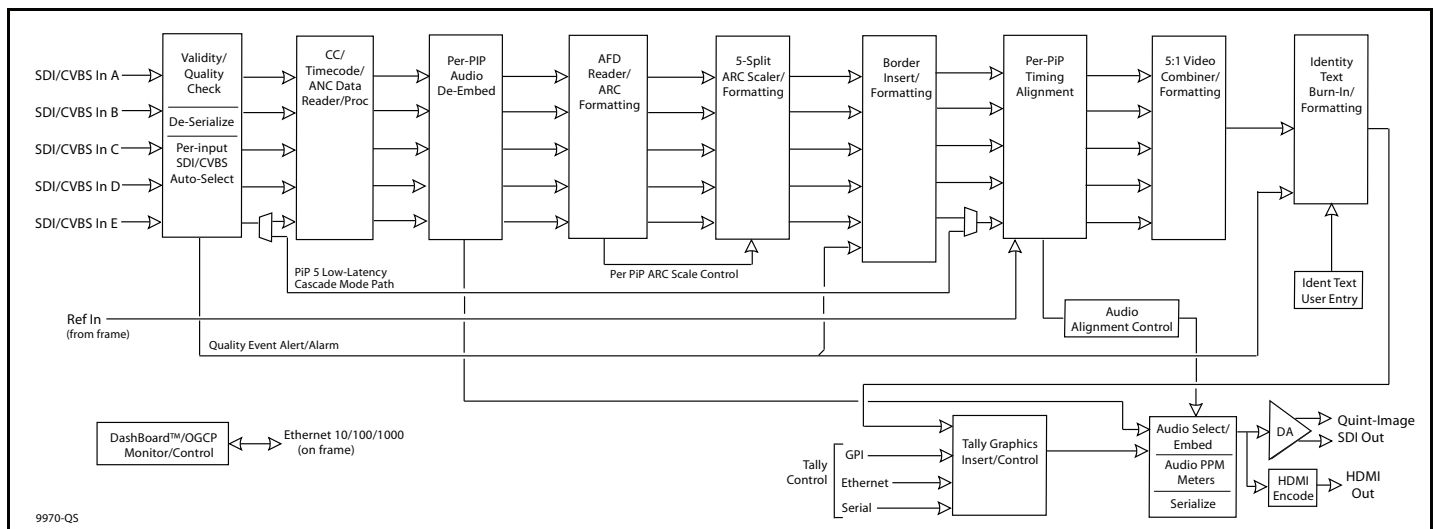 SDI/CVBS In A
SDI/CVBS In B
SDI/CVBS In C
SDI/CVBS In D
SDI/CVBS In E
Validity/
Quality
Check
De-Serialize
Per-input
SDI/CVBS
Auto-Select
CC/
Timecode/
ANC Data
Reader/Proc
Per-PIP
Audio
De-Embed
AFD
Reader/
ARC
Formatting
5-Split
ARC Scaler/
Formatting
Border
Insert/
Formatting
Per-PiP
Timing
Alignment
5:1 Video
Combiner/
Formatting
Identity
Text
Burn-In/
Formatting
PiP 5 Low-Latency
Cascade Mode Path
Per PiP ARC Scale Control
Ident Text
User Entry
Ref In
(from frame)
Audio
Alignment Control
Quality Event Alert/Alarm
DashBoard™/OGCP
Monitor/Control
Ethernet 10/100/1000
(on frame)
Tally
Control
GPI
Ethernet
Serial
Tally Graphics
Insert/Control
Audio Select/
Embed
Audio PPM
Meters
Serialize
DA
Quint-Image
SDI Out
HDMI
Encode
HDMI
Out
9970-QS